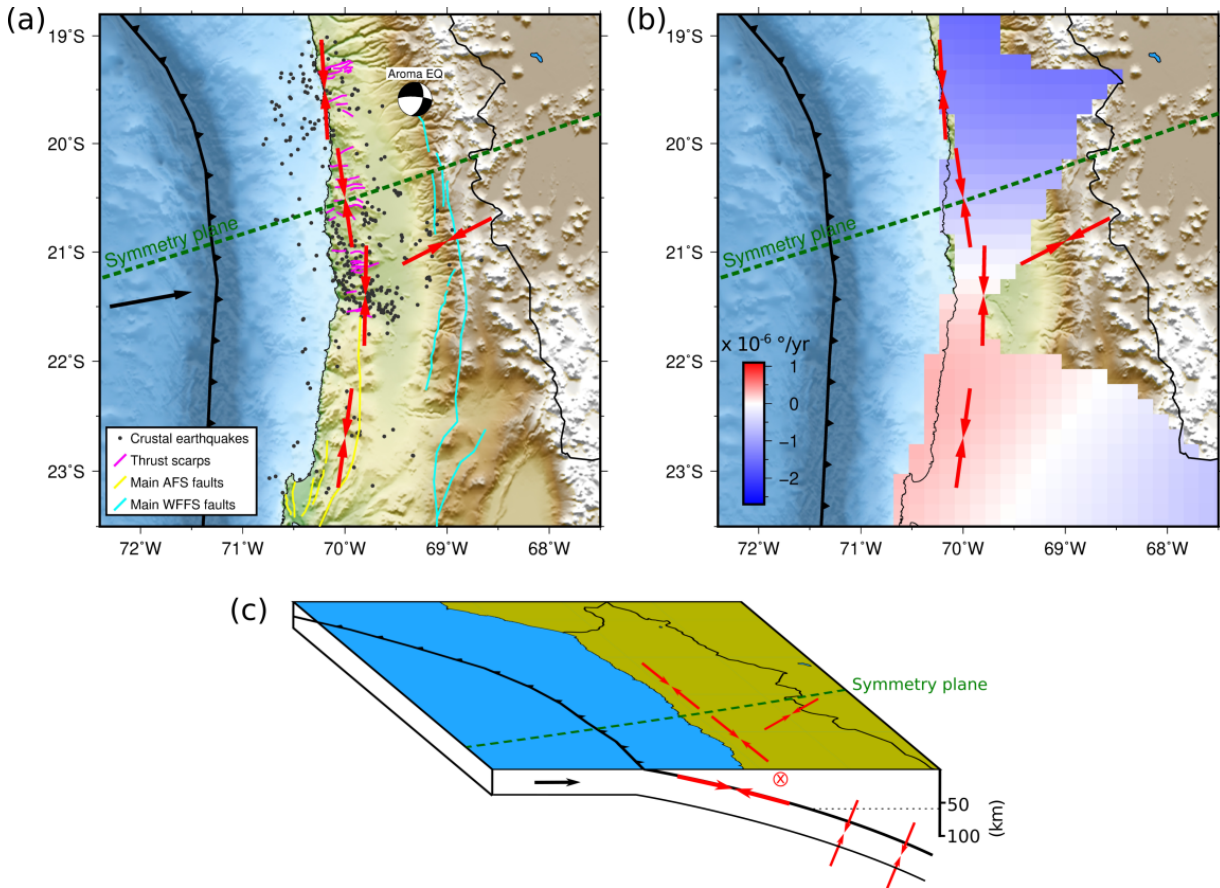 (a)
19°S
20°S
21°S
22°S
23°S
72°W
71°W
70°W
69°W
68°W
Aroma EQ
Symmetry plane
Crustal earthquakes
Thrust scarps
Main AFS faults
Main WFFS faults
(b)
19°S
20°S
21°S
22°S
23°S
72°W
71°W
70°W
69°W
68°W
Symmetry plane
x 10⁻⁶ °/yr
1
0
−1
−2
(c)
Symmetry plane
50
100
(km)